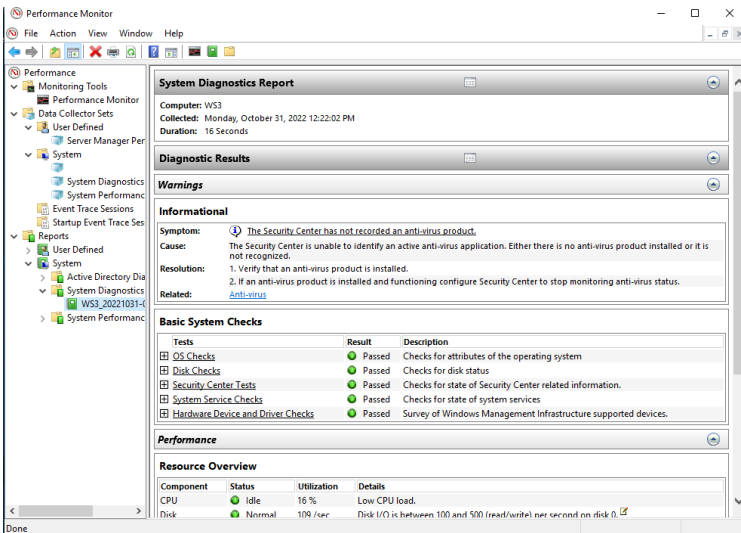 Performance Monitor
File Action View Window Help
Performance
Monitoring Tools
Performance Monitor
Data Collector Sets
User Defined
Server Manager Per
System
System Diagnostics
System Performanc
Event Trace Sessions
Startup Event Trace Ses
Reports
User Defined
System
Active Directory Dia
System Diagnostics
WS3_20221031-0
System Performanc
System Diagnostics Report
Computer: WS3
Collected: Monday, October 31, 2022 12:22:02 PM
Duration: 16 Seconds
Diagnostic Results
Warnings
Informational
Symptom: The Security Center has not recorded an anti-virus product.
Cause: The Security Center is unable to identify an active anti-virus application. Either there is no anti-virus product installed or it is
not recognized.
Resolution: 1. Verify that an anti-virus product is installed.
2. If an anti-virus product is installed and functioning configure Security Center to stop monitoring anti-virus status.
Related: Anti-virus
Basic System Checks
Tests Result Description
OS Checks Passed Checks for attributes of the operating system
Disk Checks Passed Checks for disk status
Security Center Tests Passed Checks for state of Security Center related information.
System Service Checks Passed Checks for state of system services
Hardware Device and Driver Checks Passed Survey of Windows Management Infrastructure supported devices.
Performance
Resource Overview
Component Status Utilization Details
CPU Idle 16 % Low CPU load.
Disk Normal 109 /sec Disk I/O is between 100 and 500 (read/write) per second on disk 0.
Done